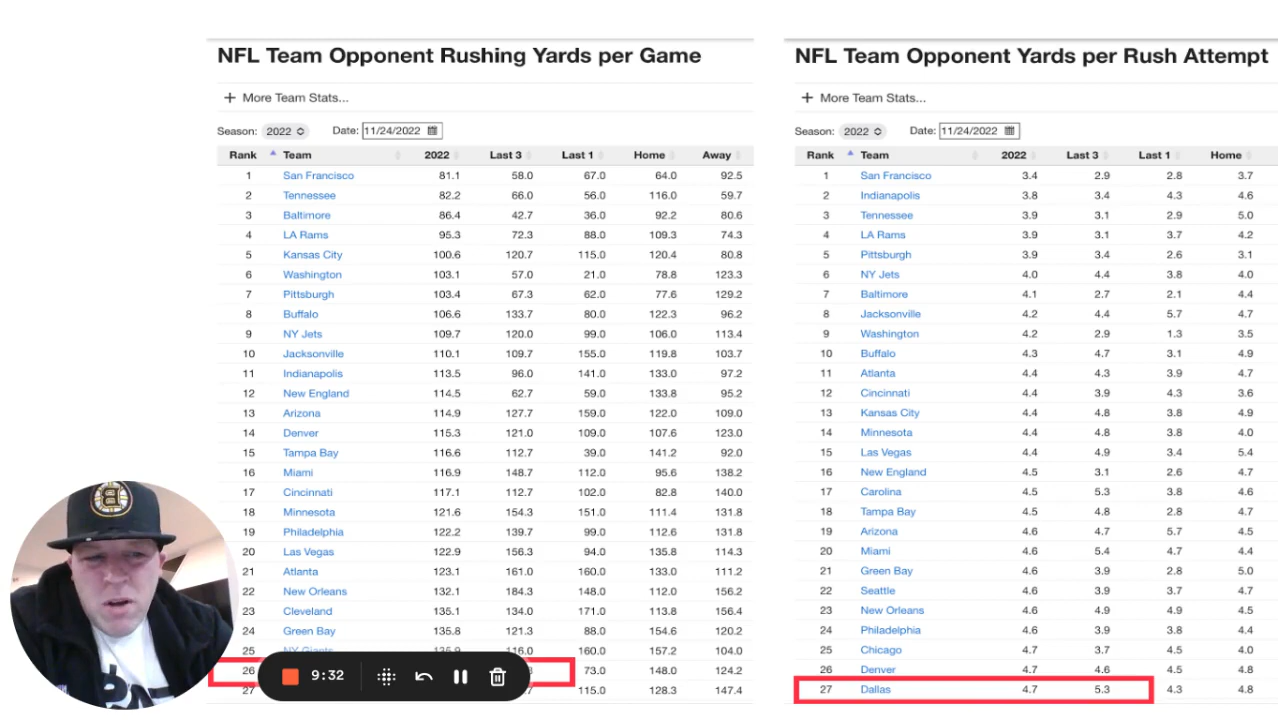 NFL Team Opponent Rushing Yards per Game
+ More Team Stats...
Season: 2022 Date: 11/24/2022
Rank Team 2022 Last 3 Last 1 Home Away
1 San Francisco 81.1 58.0 67.0 64.0 92.5
2 Tennessee 82.2 66.0 56.0 116.0 59.7
3 Baltimore 86.4 42.7 36.0 92.2 80.6
4 LA Rams 95.3 72.3 88.0 109.3 74.3
5 Kansas City 100.6 120.7 115.0 120.4 80.8
6 Washington 103.1 57.0 21.0 78.8 123.3
7 Pittsburgh 103.4 67.3 62.0 77.6 129.2
8 Buffalo 106.6 133.7 80.0 122.3 96.2
9 NY Jets 109.7 120.0 99.0 106.0 113.4
10 Jacksonville 110.1 109.7 155.0 119.8 103.7
11 Indianapolis 113.5 96.0 141.0 133.0 97.2
12 New England 114.5 62.7 59.0 133.8 95.2
13 Arizona 114.9 127.7 159.0 122.0 109.0
14 Denver 115.3 121.0 109.0 107.6 123.0
15 Tampa Bay 116.6 112.7 39.0 141.2 92.0
16 Miami 116.9 148.7 112.0 95.6 138.2
17 Cincinnati 117.1 112.7 102.0 82.8 140.0
18 Minnesota 121.6 154.3 151.0 111.4 131.8
19 Philadelphia 122.2 139.7 99.0 112.6 131.8
20 Las Vegas 122.9 156.3 94.0 135.8 114.3
21 Atlanta 123.1 161.0 160.0 133.0 111.2
22 New Orleans 132.1 184.3 148.0 112.0 156.2
23 Cleveland 135.1 134.0 171.0 113.8 156.4
24 Green Bay 135.8 121.3 88.0 154.6 120.2
25 NY Giants 135.9 116.0 160.0 157.2 104.0
26 73.0 148.0 124.2
27 115.0 128.3 147.4
9:32
B
NFL Team Opponent Yards per Rush Attempt
+ More Team Stats...
Season: 2022 Date: 11/24/2022
Rank Team 2022 Last 3 Last 1 Home
1 San Francisco 3.4 2.9 2.8 3.7
2 Indianapolis 3.8 3.4 4.3 4.6
3 Tennessee 3.9 3.1 2.9 5.0
4 LA Rams 3.9 3.1 3.7 4.2
5 Pittsburgh 3.9 3.4 2.6 3.1
6 NY Jets 4.0 4.4 3.8 4.0
7 Baltimore 4.1 2.7 2.1 4.4
8 Jacksonville 4.2 4.4 5.7 4.7
9 Washington 4.2 2.9 1.3 3.5
10 Buffalo 4.3 4.7 3.1 4.9
11 Atlanta 4.4 4.3 3.9 4.7
12 Cincinnati 4.4 3.9 4.3 3.6
13 Kansas City 4.4 4.8 3.8 4.9
14 Minnesota 4.4 4.8 3.8 4.0
15 Las Vegas 4.4 4.9 3.4 5.4
16 New England 4.5 3.1 2.6 4.7
17 Carolina 4.5 5.3 3.8 4.6
18 Tampa Bay 4.5 4.8 2.8 4.7
19 Arizona 4.6 4.7 5.7 4.5
20 Miami 4.6 5.4 4.7 4.4
21 Green Bay 4.6 3.9 2.8 5.0
22 Seattle 4.6 3.9 3.7 4.7
23 New Orleans 4.6 4.9 4.9 4.5
24 Philadelphia 4.6 3.9 3.8 4.4
25 Chicago 4.7 3.7 4.5 4.0
26 Denver 4.7 4.6 4.5 4.8
27 Dallas 4.7 5.3 4.3 4.8